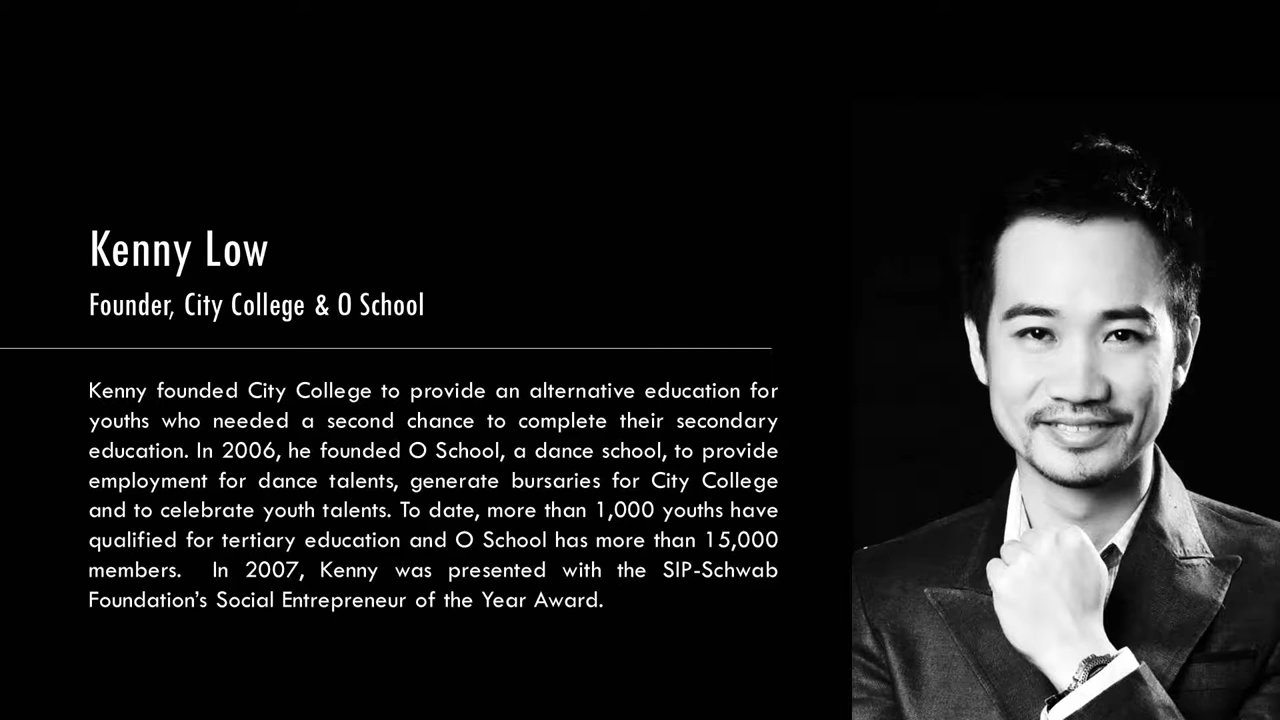 Kenny Low
Founder, City College & O School
Kenny founded City College to provide an alternative education for
youths who needed a second chance to complete their secondary
education. In 2006, he founded O School, a dance school, to provide
employment for dance talents, generate bursaries for City College
and to celebrate youth talents. To date, more than 1,000 youths have
qualified for tertiary education and O School has more than 15,000
members. In 2007, Kenny was presented with the SIP-Schwab
Foundation’s Social Entrepreneur of the Year Award.